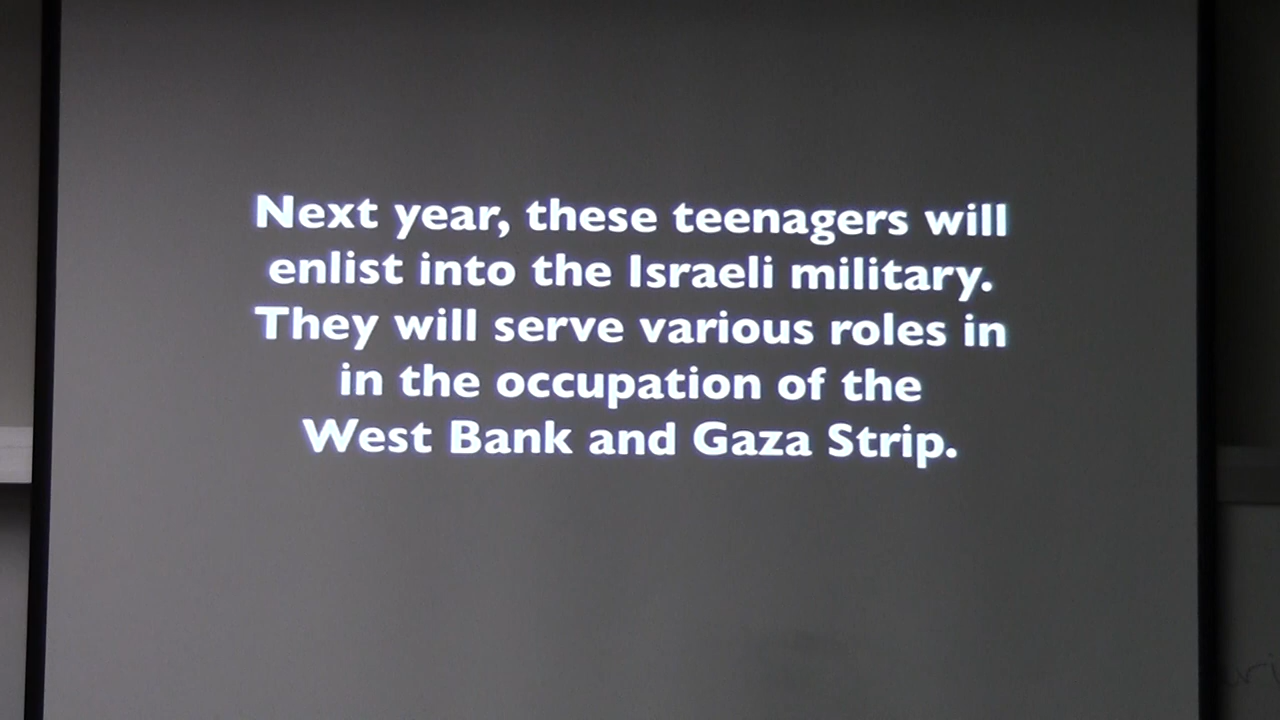 Next year, these teenagers will
enlist into the Israeli military.
They will serve various roles in
in the occupation of the
West Bank and Gaza Strip.